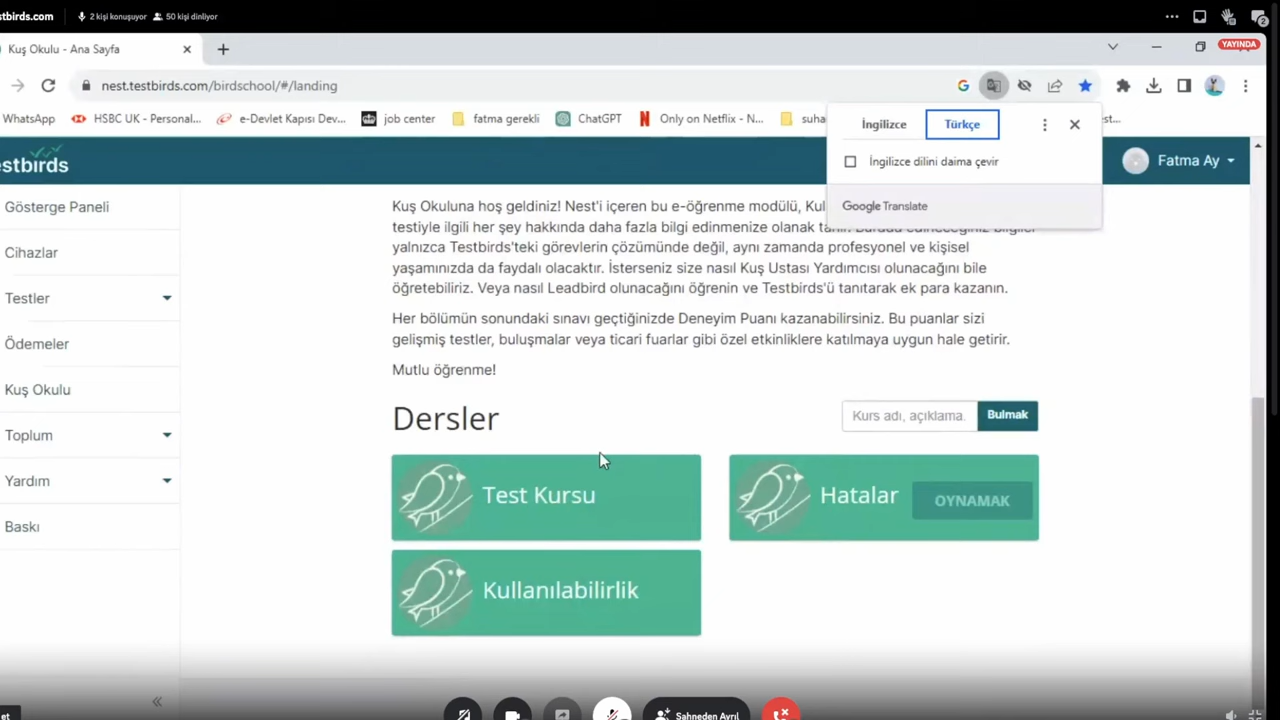 stbirds.com
2 kişi konuşuyor
50 kişi dinliyor
2
Kuş Okulu - Ana Sayfa
YAYINDA
nest.testbirds.com/birdschool/#/landing
WhatsApp
HSBC UK - Personal...
e-Devlet Kapısı Dev...
job center
fatma gerekli
ChatGPT
Only on Netflix - N...
suha
est...
İngilizce
Türkçe
İngilizce dilini daima çevir
Google Translate
estbirds
Fatma Ay
Gösterge Paneli
Cihazlar
Testler
Ödemeler
Kuş Okulu
Toplum
Yardım
Baskı
Kuş Okuluna hoş geldiniz! Nest'i içeren bu e-öğrenme modülü, Kul
testiyle ilgili her şey hakkında daha fazla bilgi edinmenize olanak
yalnızca Testbirds'teki görevlerin çözümünde değil, aynı zamanda profesyonel ve kişisel
yaşamınızda da faydalı olacaktır. İsterseniz size nasıl Kuş Ustası Yardımcısı olunacağını bile
öğretebiliriz. Veya nasıl Leadbird olunacağını öğrenin ve Testbirds'ü tanıtarak ek para kazanın.
Her bölümün sonundaki sınavı geçtiğinizde Deneyim Puanı kazanabilirsiniz. Bu puanlar sizi
gelişmiş testler, buluşmalar veya ticari fuarlar gibi özel etkinliklere katılmaya uygun hale getirir.
Mutlu öğrenme!
Dersler
Kurs adı, açıklama.
Bulmak
Test Kursu
Hatalar
OYNAMAK
Kullanılabilirlik
et
Sahneden Ayrıl